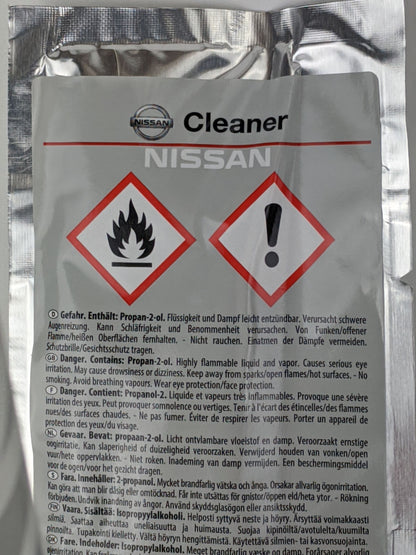 NISSAN
Cleaner
NISSAN
D Gefahr. Enthält: Propan-2-ol. Flüssigkeit und Dampf leicht entzündbar. Verursacht schwere
Augenreizung. Kann Schläfrigkeit und Benommenheit verursachen. Von Funken/offener
Flamme/heißen Oberflächen fernhalten. - Nicht rauchen. Einatmen der Dämpfe vermeiden.
Schutzbrille/Gesichtsschutz tragen.
GB Danger. Contains: Propan-2-ol. Highly flammable liquid and vapor. Causes serious eye
irritation. May cause drowsiness or dizziness. Keep away from sparks/open flames/hot surfaces. - No
smoking. Avoid breathing vapours. Wear eye protection/face protection.
F Danger. Contient: Propanol-2. Liquide et vapeurs très inflammables. Provoque une sévère
irritation des yeux. Peut provoquer somnolence ou vertiges. Tenir à l'écart des étincelles/des flammes
nues/des surfaces chaudes. - Ne pas fumer. Éviter de respirer les vapeurs. Porter un appareil de
protection des yeux/du visage.
NL Gevaar. Bevat: propaan-2-ol. Licht ontvlambare vloeistof en damp. Veroorzaakt ernstige
oogirritatie. Kan slaperigheid of duizeligheid veroorzaken. Verwijderd houden van vonken/open
vuur/hete oppervlakken. - Niet roken. Inademing van damp vermijden. Een beschermingsmiddel
voor de ogen/voor het gezicht dragen.
S Fara. Innehåller: 2-propanol. Mycket brandfarlig vätska och ånga. Orsakar allvarlig ögonirritation.
Kan göra att man blir dåsig eller omtöcknad. Får inte utsättas för gnistor/öppen eld/heta ytor. - Rökning
förbjuden. Undvik inandning av ångor. Använd skyddsglasögon eller ansiktsskydd.
FIN Vaara. Sisältää: Isopropyylialkoholi. Helposti syttyvä neste ja höyry. Ärsyttää voimakkaasti
silmiä. Saattaa aiheuttaa uneliaisuutta ja huimausta. Suojaa kipinöiltä/avotulelta/kuumilta
pinnoilta. Tupakointi kielletty. Vältä höyryn hengittämistä. Käytettävä silmien- tai kasvonsuojainta.
DK Fare. Indeholder: Isopropylalkohol. Meget brandfarlig væske og damp. Forårsager alvorlig